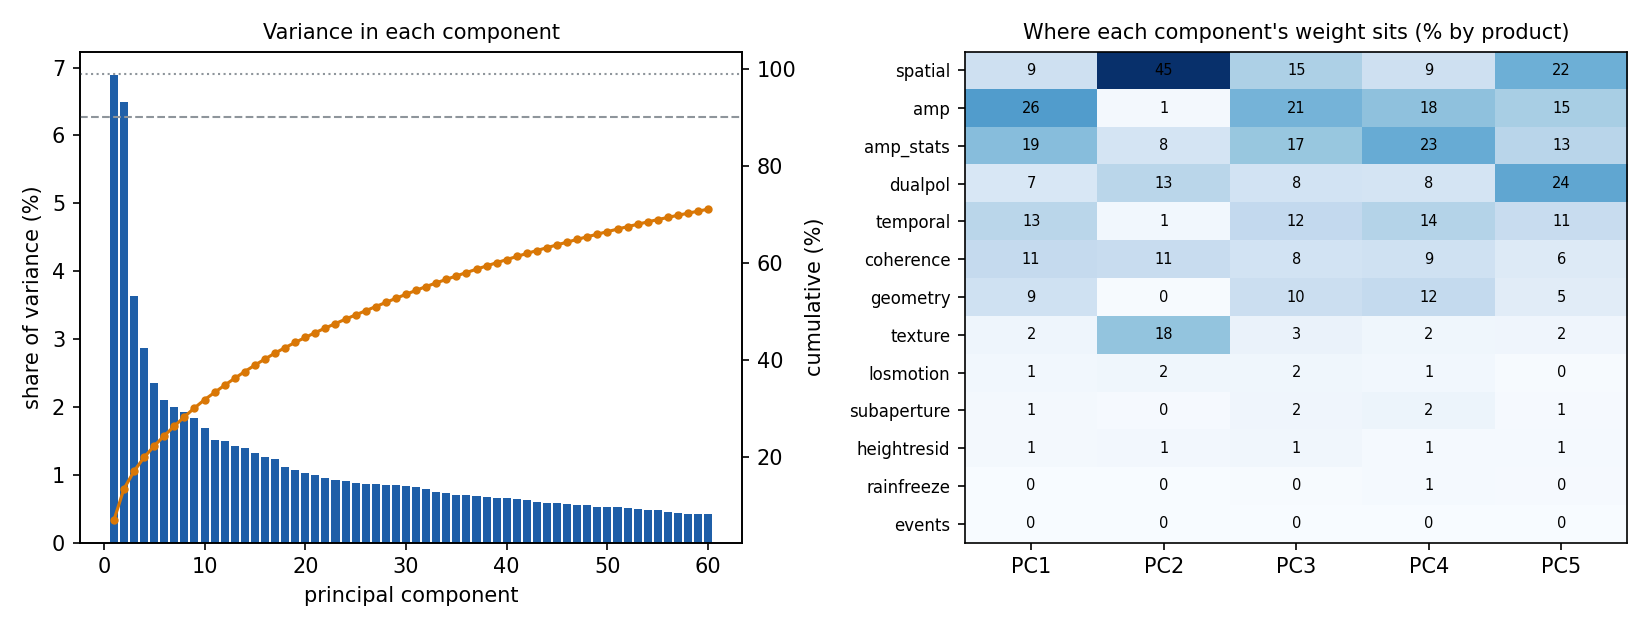 Variance in each component
7
6
5
4
3
2
1
0
share of variance (%)
100
80
60
40
20
cumulative (%)
0 10 20 30 40 50 60
principal component
Where each component's weight sits (% by product)
spatial 9 45 15 9 22
amp 26 1 21 18 15
amp_stats 19 8 17 23 13
dualpol 7 13 8 8 24
temporal 13 1 12 14 11
coherence 11 11 8 9 6
geometry 9 0 10 12 5
texture 2 18 3 2 2
losmotion 1 2 2 1 0
subaperture 1 0 2 2 1
heightresid 1 1 1 1 1
rainfreeze 0 0 0 1 0
events 0 0 0 0 0
PC1 PC2 PC3 PC4 PC5